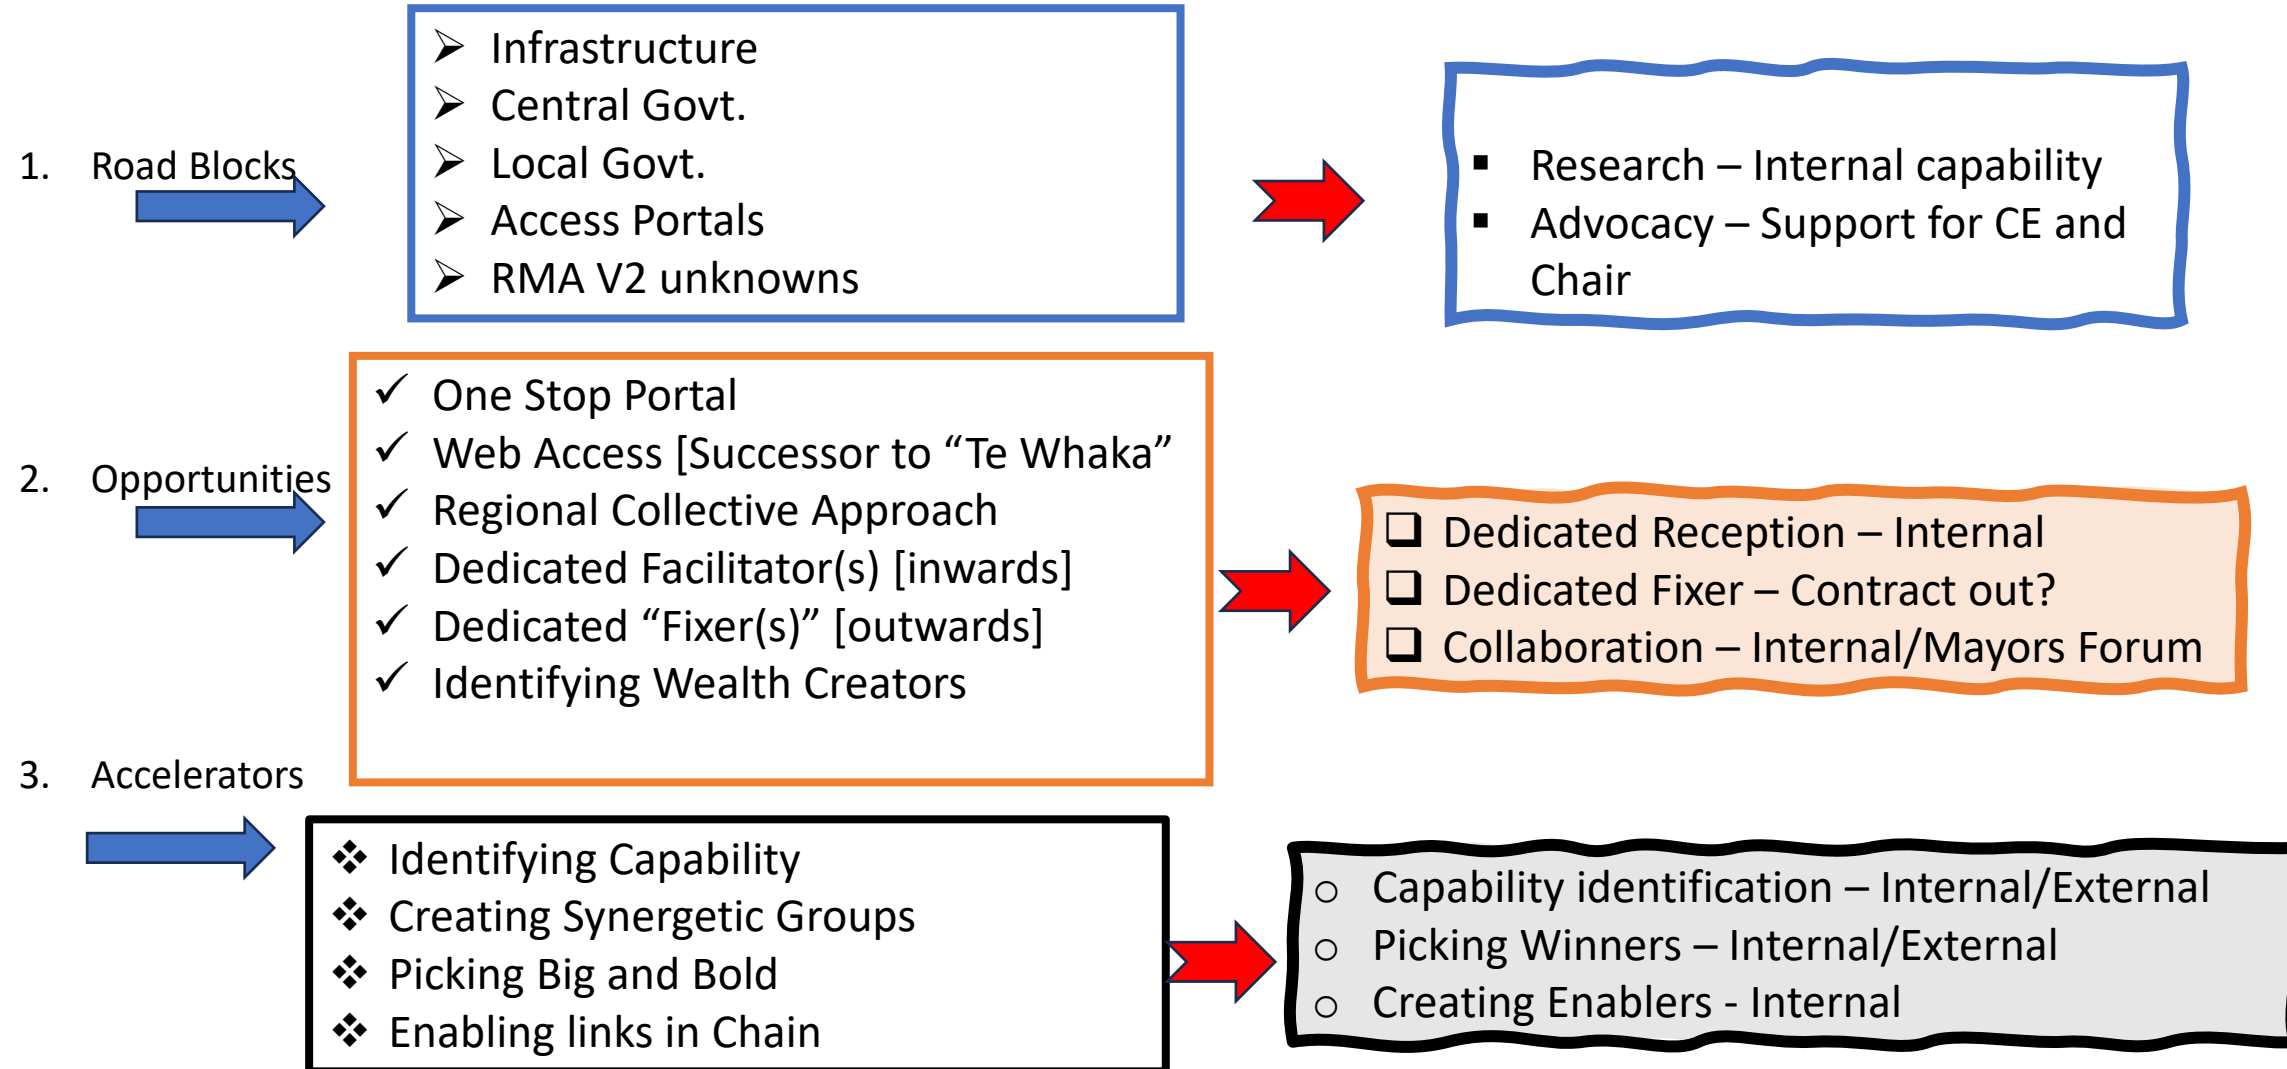 1. Road Blocks
➢ Infrastructure
➢ Central Govt.
➢ Local Govt.
➢ Access Portals
➢ RMA V2 unknowns
▪ Research – Internal capability
▪ Advocacy – Support for CE and
Chair
2. Opportunities
✓ One Stop Portal
✓ Web Access [Successor to “Te Whaka”
✓ Regional Collective Approach
✓ Dedicated Facilitator(s) [inwards]
✓ Dedicated “Fixer(s)” [outwards]
✓ Identifying Wealth Creators
❑ Dedicated Reception – Internal
❑ Dedicated Fixer – Contract out?
❑ Collaboration – Internal/Mayors Forum
3. Accelerators
❖ Identifying Capability
❖ Creating Synergetic Groups
❖ Picking Big and Bold
❖ Enabling links in Chain
o Capability identification – Internal/External
o Picking Winners – Internal/External
o Creating Enablers - Internal